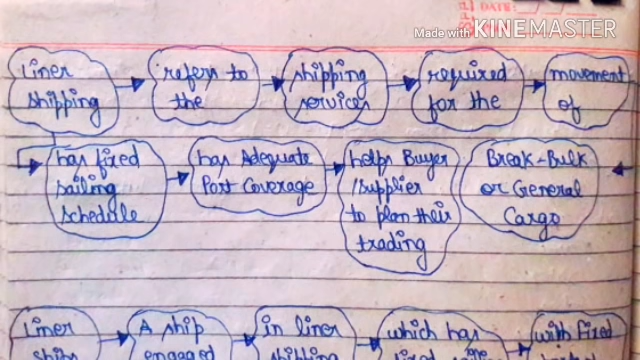 DATE:
Made with KINEMASTER
Liner
shipping
refers to
the
shipping
services
required
for the
movement
of
has fixed
sailing
schedule
has Adequate
Port Coverage
helps Buyer
/supplier
to plan their
trading
Break-Bulk
or General
Cargo
Liner
ships
A ship
engaged
in liner
shipping
which has
with fixed